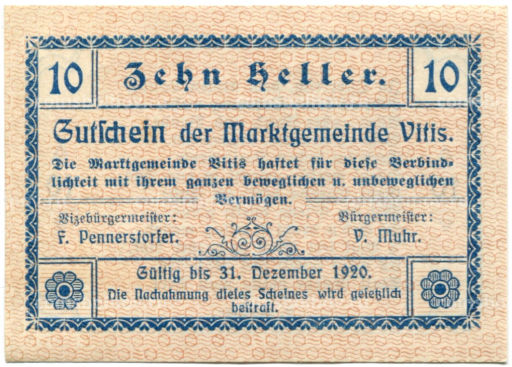 10 Zehn Heller. 10
Gutschein der Marktgemeinde Vitis.
Die Marktgemeinde Vitis haftet für diese Verbind-
lichkeit mit ihrem ganzen beweglichen u. unbeweglichen
Vermögen.
Vizebürgermeister: Bürgermeister:
F. Pennerstorfer. V. Muhr.
Gültig bis 31. Dezember 1920.
Die Nachahmung dieses Scheines wird gesetzlich
bestraft.